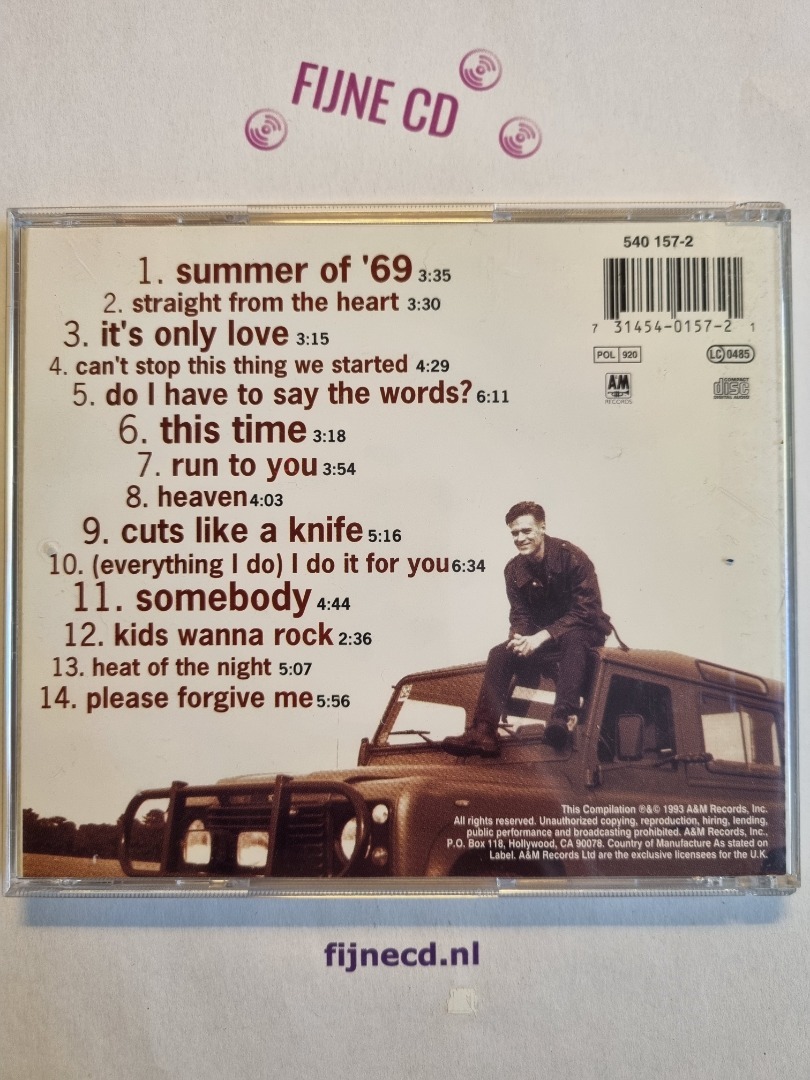 FIJNE CD
540 157-2
7 31454-0157-2 1
POL 920
LC 0485
AM
RECORDS
COMPACT
disc
DIGITAL AUDIO
1. summer of '69 3:35
2. straight from the heart 3:30
3. it's only love 3:15
4. can't stop this thing we started 4:29
5. do I have to say the words? 6:11
6. this time 3:18
7. run to you 3:54
8. heaven 4:03
9. cuts like a knife 5:16
10. (everything I do) I do it for you 6:34
11. somebody 4:44
12. kids wanna rock 2:36
13. heat of the night 5:07
14. please forgive me 5:56
This Compilation ℗&© 1993 A&M Records, Inc.
All rights reserved. Unauthorized copying, reproduction, hiring, lending,
public performance and broadcasting prohibited. A&M Records, Inc.,
P.O. Box 118, Hollywood, CA 90078. Country of Manufacture As stated on
Label. A&M Records Ltd are the exclusive licensees for the U.K.
fijnecd.nl